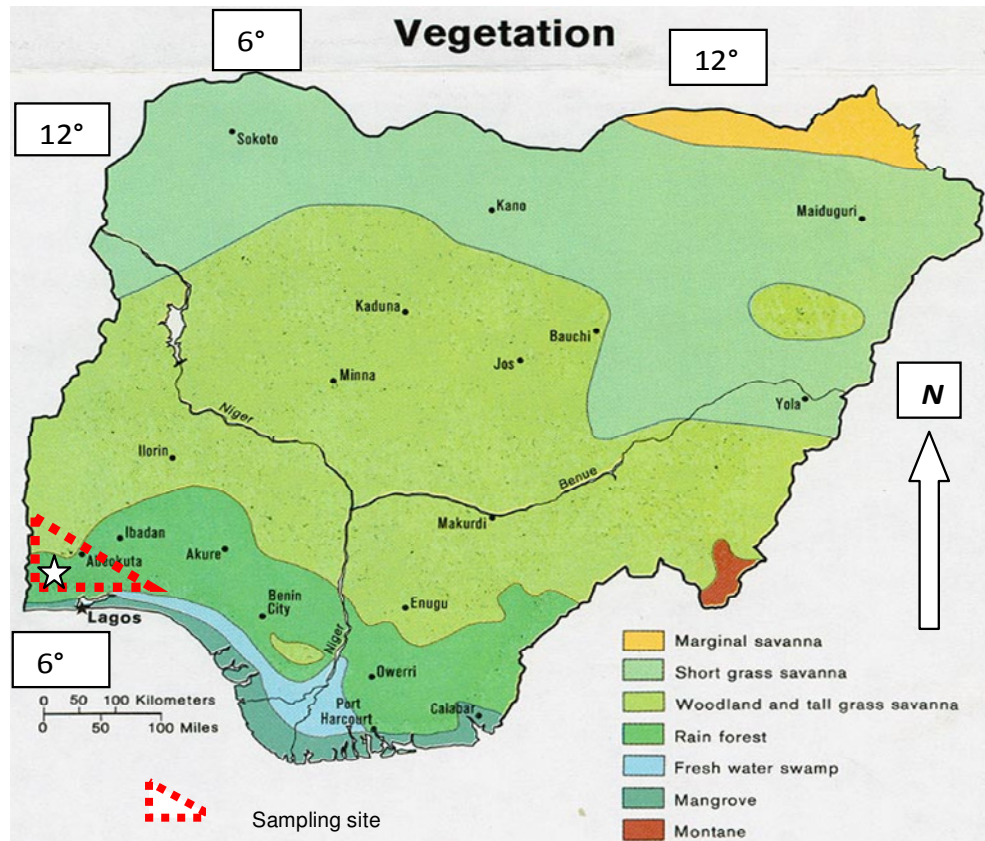 Vegetation
6°
12°
12°
Sokoto
Kano
Maiduguri
Kaduna
Bauchi
Jos
Minna
Yola
N
Niger
Ilorin
Benue
Makurdi
Ibadan
Abeokuta
Akure
Benin
City
Enugu
Lagos
Niger
6°
Owerri
Port
Harcourt
Calabar
0 50 100 Kilometers
0 50 100 Miles
Marginal savanna
Short grass savanna
Woodland and tall grass savanna
Rain forest
Fresh water swamp
Mangrove
Montane
Sampling site